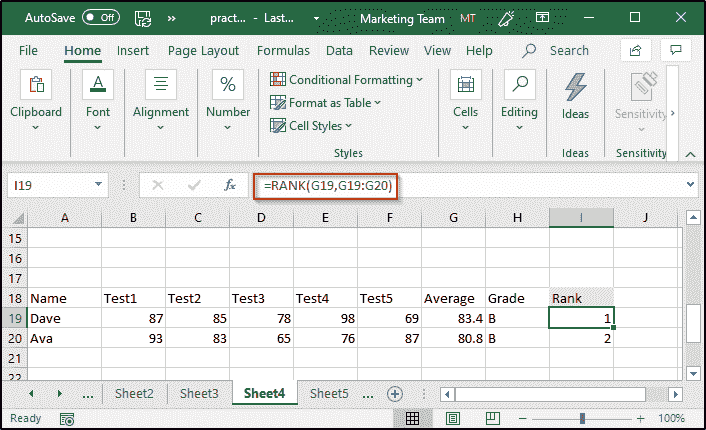 AutoSave Off pract... – Last... Marketing Team MT
File Home Insert Page Layout Formulas Data Review View Help Search
Clipboard Font Alignment Number Conditional Formatting Format as Table Cell Styles Cells Editing Ideas Sensitivity
Styles Ideas Sensitivity
I19 fx =RANK(G19,G19:G20)
A B C D E F G H I J
15
16
17
18 Name Test1 Test2 Test3 Test4 Test5 Average Grade Rank
19 Dave 87 85 78 98 69 83.4 B 1
20 Ava 93 83 65 76 87 80.8 B 2
21
22
... Sheet2 Sheet3 Sheet4 Sheet5 ...
Ready 100%